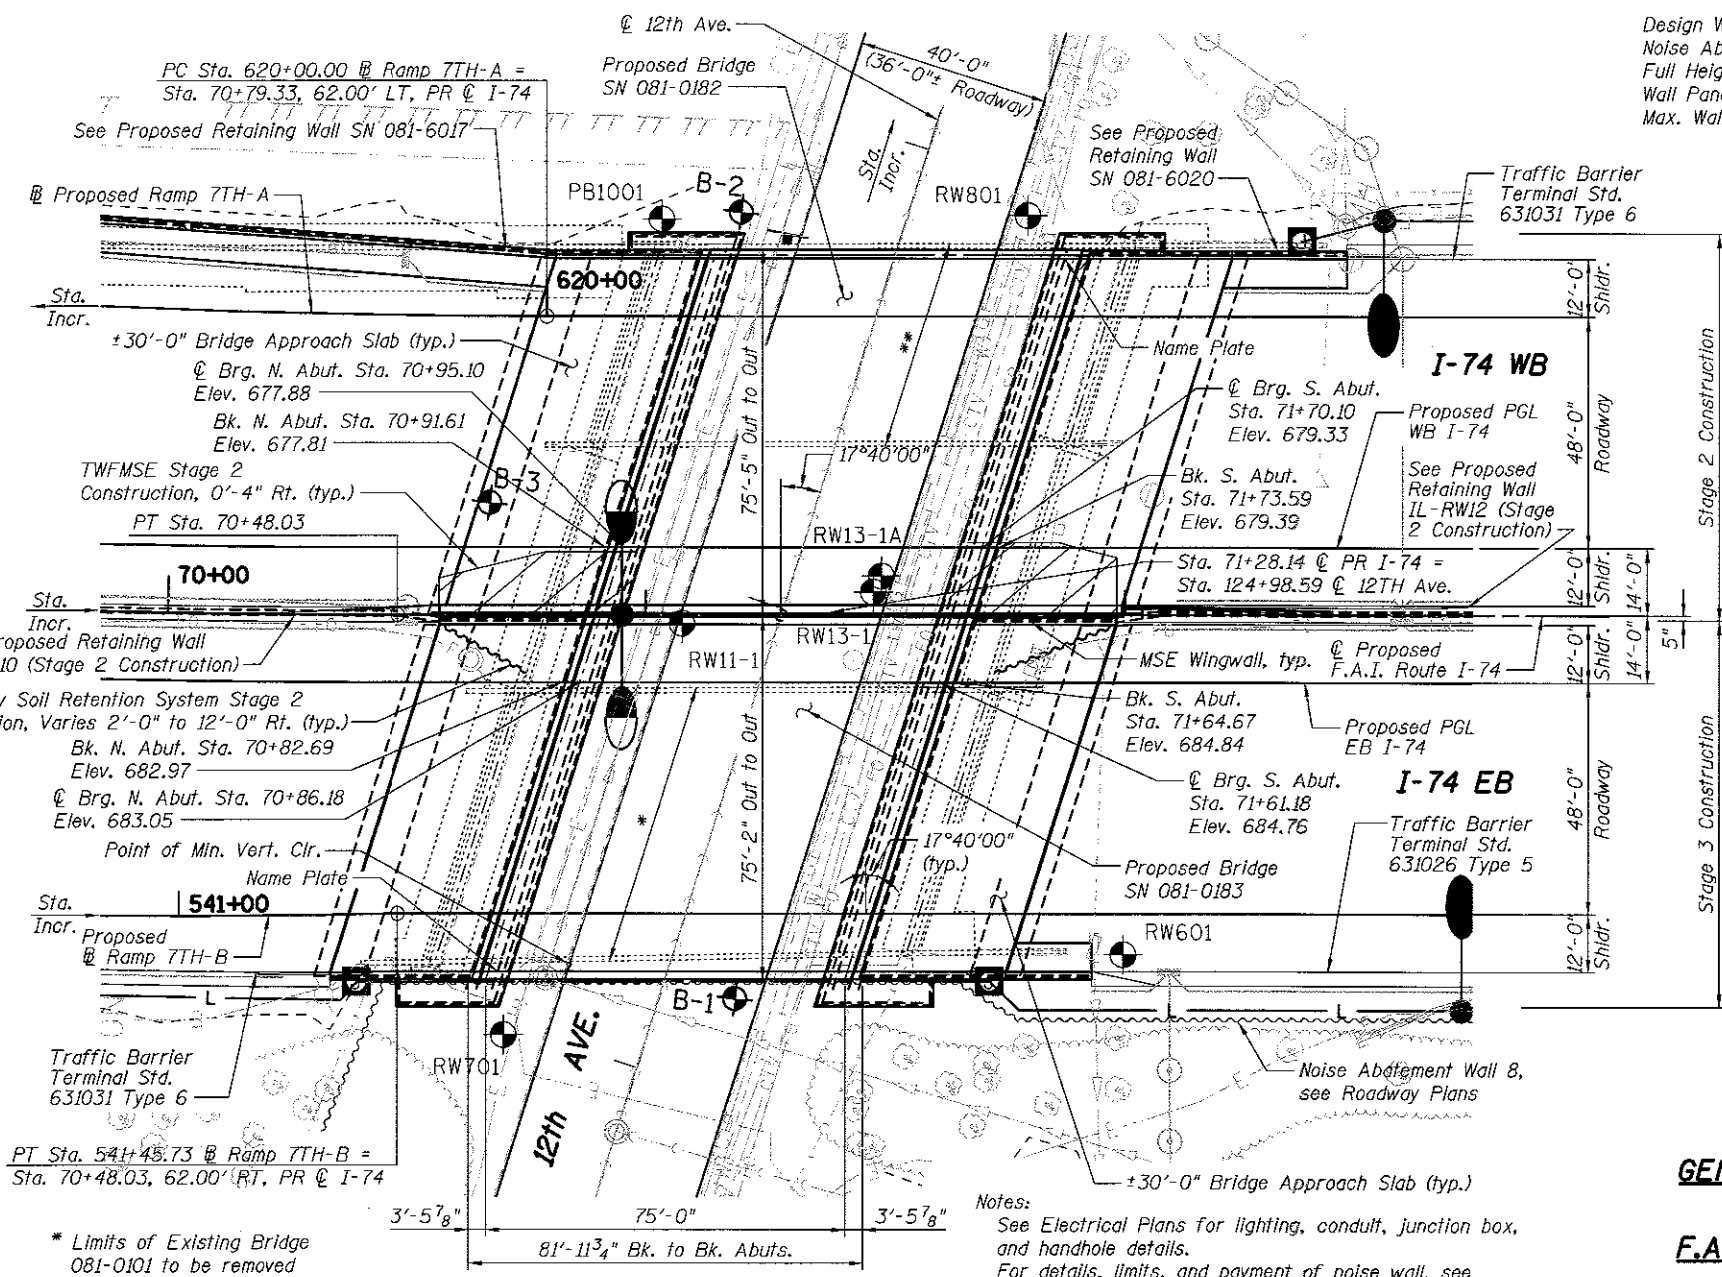 ℄ 12th Ave.
PC Sta. 620+00.00 ℄ Ramp 7TH-A =
Sta. 70+79.33, 62.00' LT, PR ℄ I-74
See Proposed Retaining Wall SN 081-6017
Proposed Ramp 7TH-A
Proposed Bridge
SN 081-0182
40'-0"
(36'-0"± Roadway)
Sta.
Incr.
See Proposed
Retaining Wall
SN 081-6020
Design
Noise
Full
Wall
Max.
Traffic Barrier
Terminal Std.
631031 Type 6
PB1001
B-2
RW801
620+00
Sta.
Incr.
±30'-0" Bridge Approach Slab (typ.)
℄ Brg. N. Abut. Sta. 70+95.10
Elev. 677.88
Bk. N. Abut. Sta. 70+91.61
Elev. 677.81
TWFMSE Stage 2
Construction, 0'-4" Rt. (typ.)
PT Sta. 70+48.03
B-3
75'-5" Out to Out
**
17°40'00"
Name Plate
I-74 WB
℄ Brg. S. Abut.
Sta. 71+70.10
Elev. 679.33
Proposed PGL
WB I-74
Bk. S. Abut.
Sta. 71+73.59
Elev. 679.39
See Proposed
Retaining Wall
IL-RW12 (Stage
2 Construction)
12'-0"
Shldr.
48'-0"
Roadway
12'-0"
Shldr.
14'-0"
Stage 2 Construction
70+00
Sta.
Incr.
RW13-1A
Sta. 71+28.14 ℄ PR I-74 =
Sta. 124+98.59 ℄ 12TH Ave.
RW13-1
RW11-1
MSE Wingwall, typ.
℄ Proposed
F.A.I. Route I-74
12'-0"
Shldr.
14'-0"
5"
Proposed Retaining Wall
10 (Stage 2 Construction)
Soil Retention System Stage 2
Varies 2'-0" to 12'-0" Rt. (typ.)
Bk. N. Abut. Sta. 70+82.69
Elev. 682.97
℄ Brg. N. Abut. Sta. 70+86.18
Elev. 683.05
Point of Min. Vert. Clr.
Name Plate
75'-2" Out to Out
*
17°40'00"
(typ.)
Bk. S. Abut.
Sta. 71+64.67
Elev. 684.84
Proposed PGL
EB I-74
℄ Brg. S. Abut.
Sta. 71+61.18
Elev. 684.76
I-74 EB
Proposed Bridge
SN 081-0183
Traffic Barrier
Terminal Std.
631026 Type 5
48'-0"
Roadway
12'-0"
Shldr.
Stage 3 Construction
Sta.
Incr.
541+00
Proposed
Ramp 7TH-B
RW601
B-1
RW701
L
L
L
Traffic Barrier
Terminal Std.
631031 Type 6
12th AVE.
Noise Abatement Wall 8,
see Roadway Plans
PT Sta. 541+45.73 ℄ Ramp 7TH-B =
Sta. 70+48.03, 62.00' RT, PR ℄ I-74
±30'-0" Bridge Approach Slab (typ.)
3'-5⅞"
75'-0"
3'-5⅞"
81'-11¾" Bk. to Bk. Abuts.
* Limits of Existing Bridge
081-0101 to be removed
Notes:
See Electrical Plans for lighting, conduit, junction box,
and handhole details.
For details, limits, and payment of noise wall, see
GE
F.A